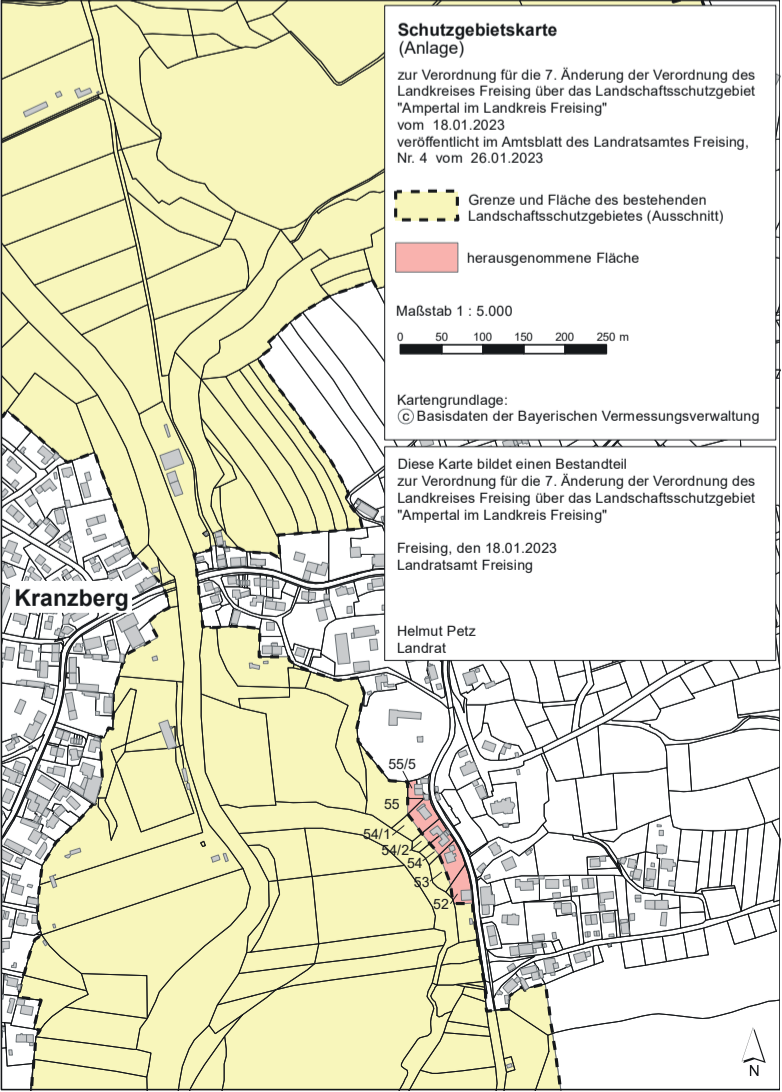 Schutzgebietskarte
(Anlage)
zur Verordnung für die 7. Änderung der Verordnung des
Landkreises Freising über das Landschaftsschutzgebiet
"Ampertal im Landkreis Freising"
vom 18.01.2023
veröffentlicht im Amtsblatt des Landratsamtes Freising,
Nr. 4 vom 26.01.2023
Grenze und Fläche des bestehenden
Landschaftsschutzgebietes (Ausschnitt)
herausgenommene Fläche
Maßstab 1 : 5.000
0 50 100 150 200 250 m
Kartengrundlage:
© Basisdaten der Bayerischen Vermessungsverwaltung
Diese Karte bildet einen Bestandteil
zur Verordnung für die 7. Änderung der Verordnung des
Landkreises Freising über das Landschaftsschutzgebiet
"Ampertal im Landkreis Freising"
Freising, den 18.01.2023
Landratsamt Freising
Helmut Petz
Landrat
Kranzberg
55/5
55
54/1
54/2
54
53
52
N